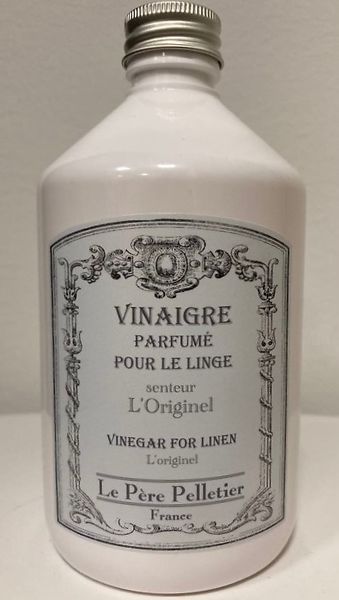 VINAIGRE
PARFUMÉ
POUR LE LINGE
senteur
L'Originel
VINEGAR FOR LINEN
L'originel
Le Père Pelletier
France